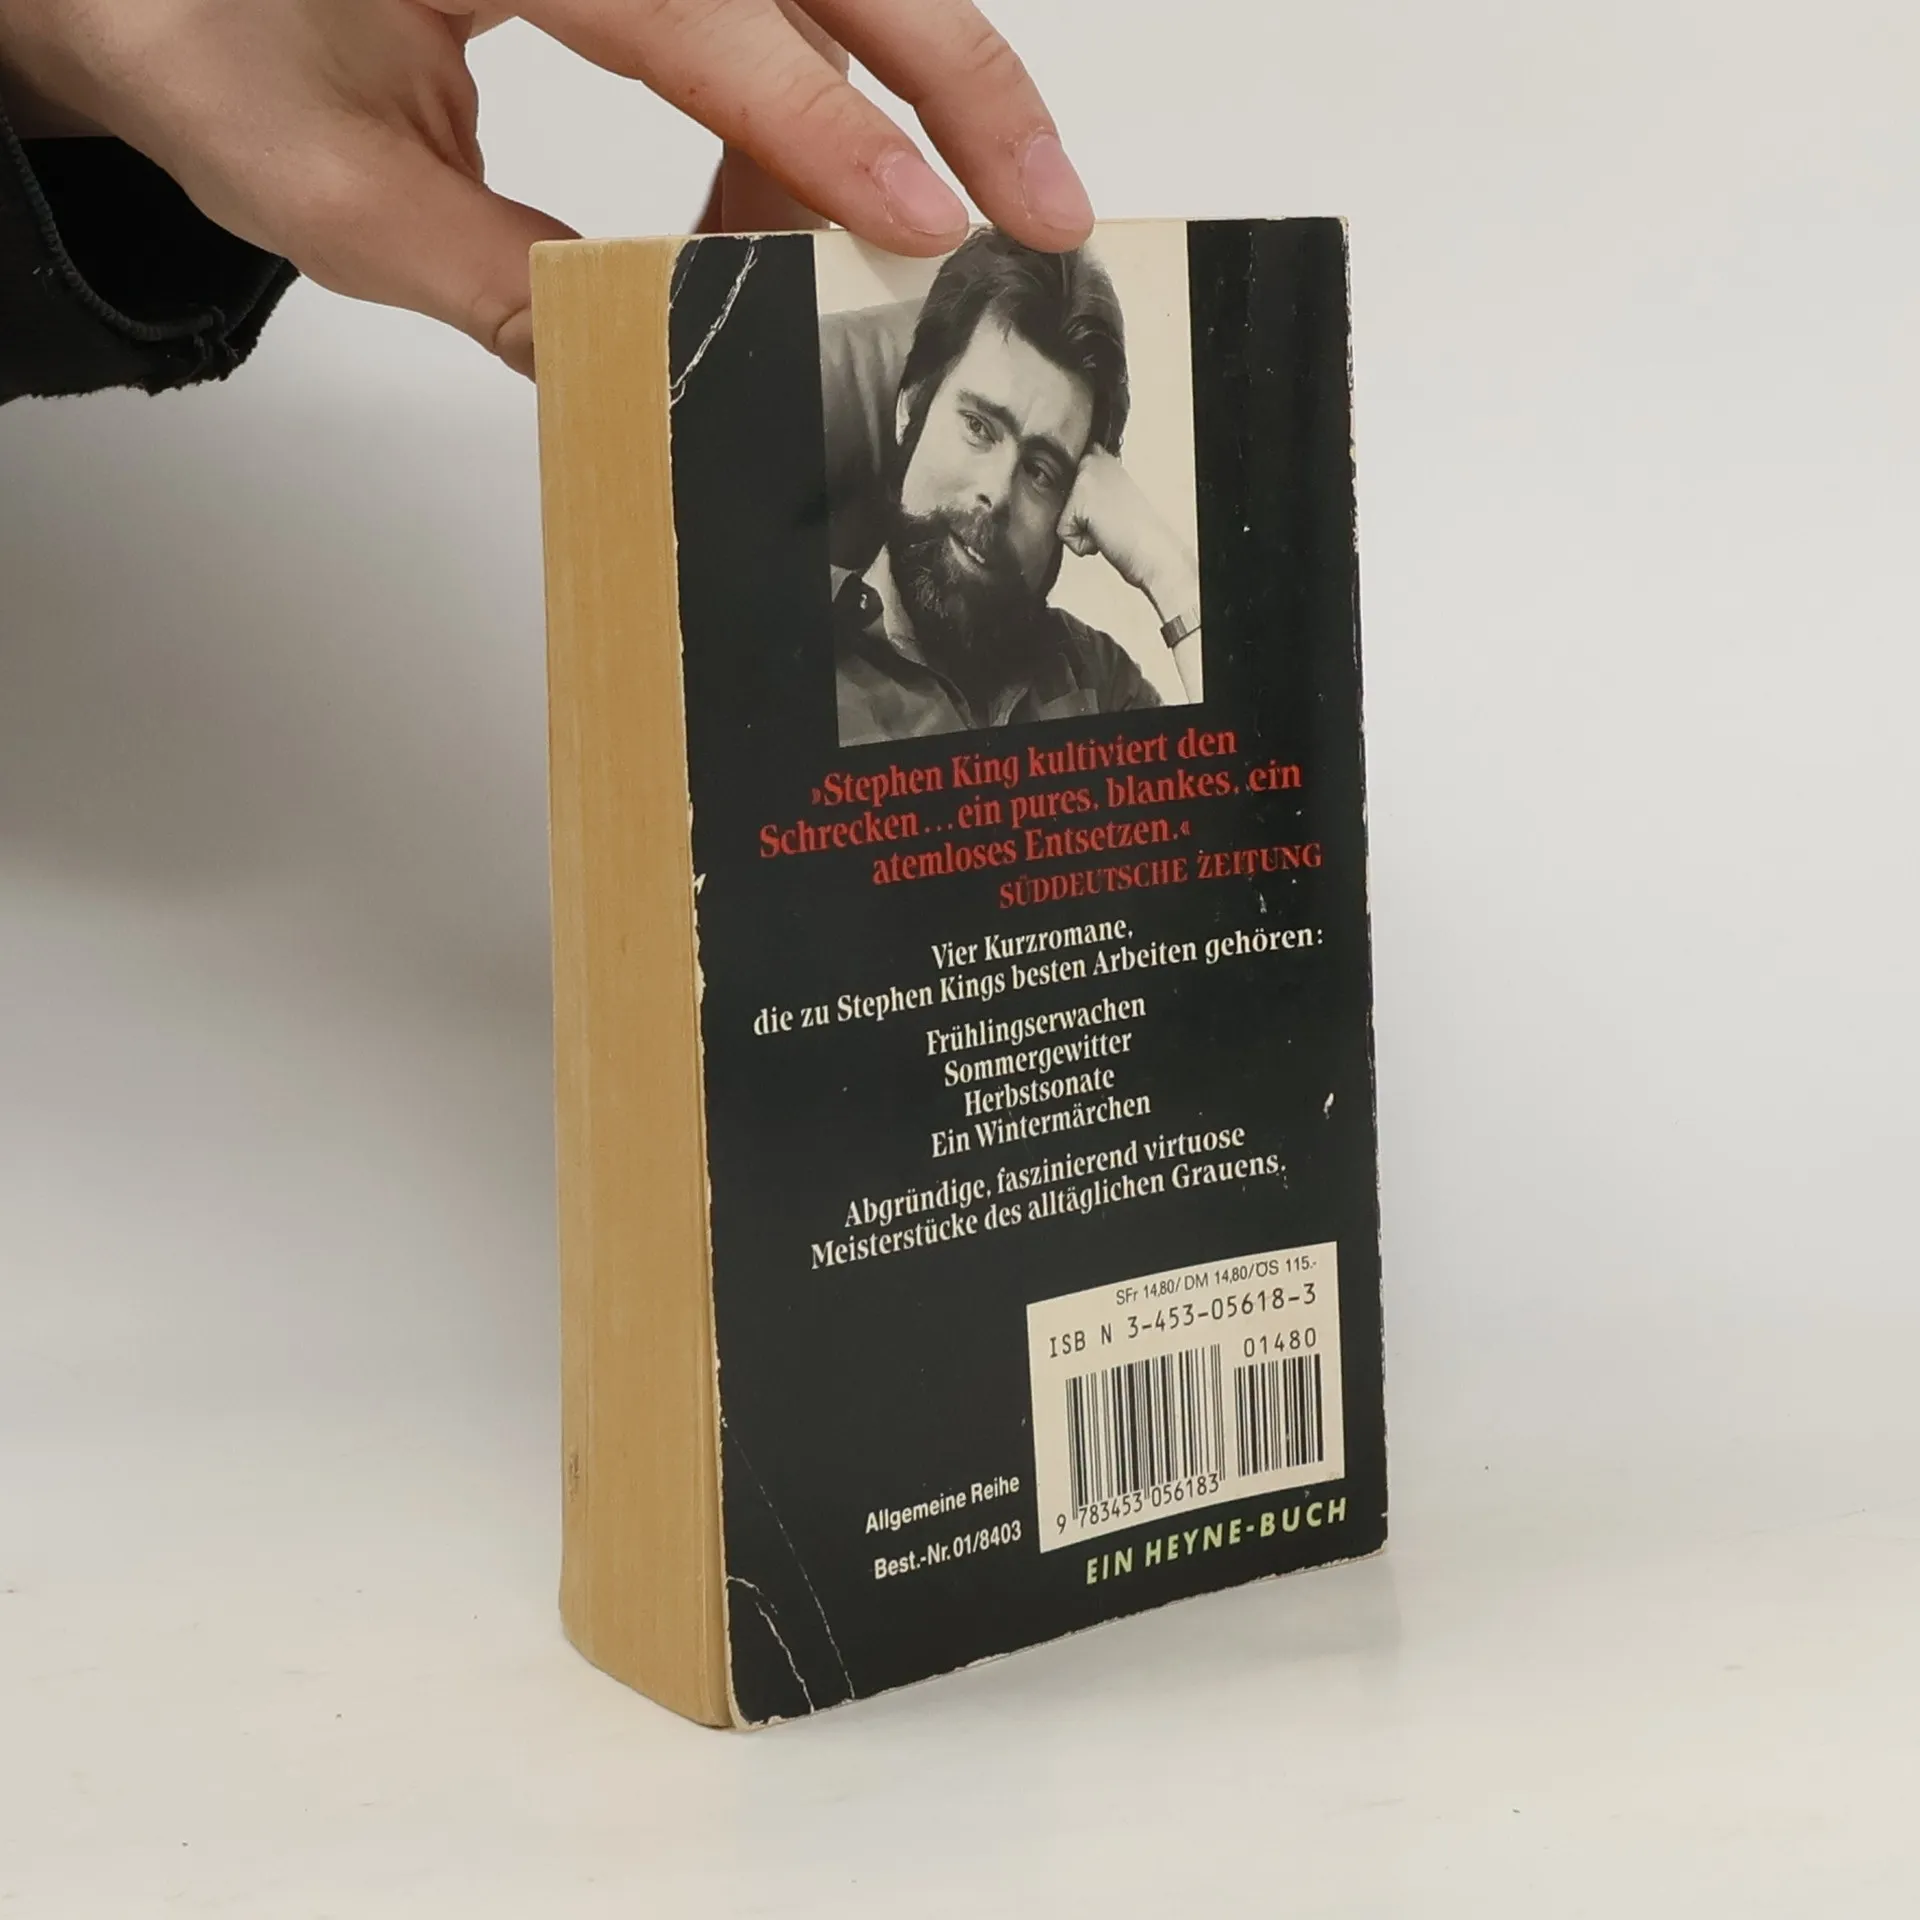 »Stephen King kultiviert den
Schrecken...ein pures, blankes, ein
atemloses Entsetzen.«
SÜDDEUTSCHE ZEITUNG
Vier Kurzromane,
die zu Stephen Kings besten Arbeiten gehören:
Frühlingserwachen
Sommergewitter
Herbstsonate
Ein Wintermärchen
Abgründige, faszinierend virtuose
Meisterstücke des alltäglichen Grauens.
SFr 14,80/ DM 14,80/ÖS 115.-
ISB N 3-453-05618-3
01480
9 783453 056183
Allgemeine Reihe
Best.-Nr. 01/8403
EIN HEYNE-BUCH